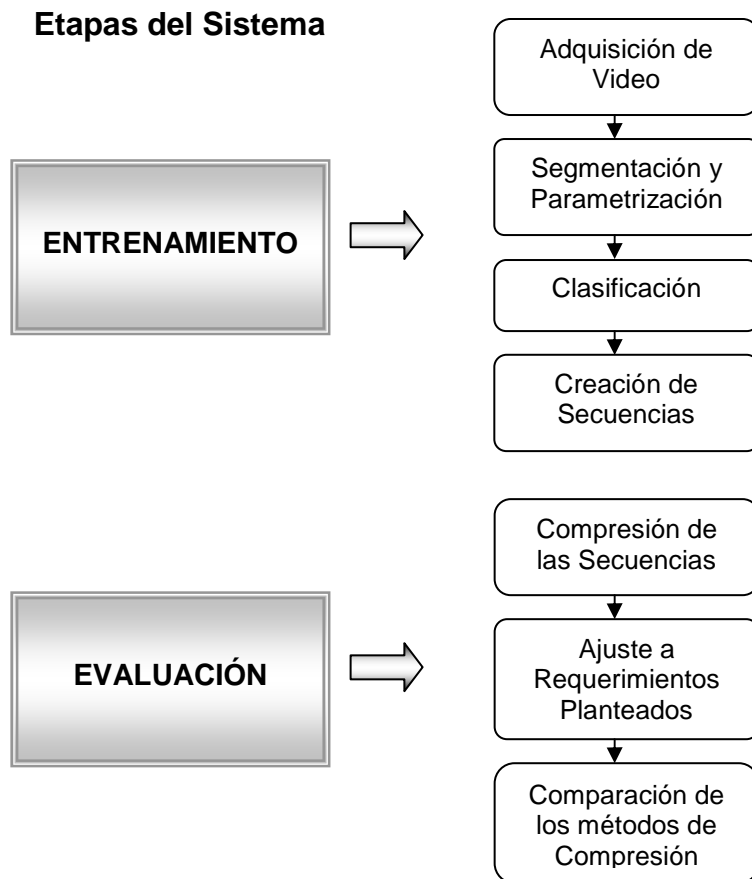 Etapas del Sistema
Adquisición de
Video
Segmentación y
Parametrización
ENTRENAMIENTO
Clasificación
Creación de
Secuencias
Compresión de
las Secuencias
EVALUACIÓN
Ajuste a
Requerimientos
Planteados
Comparación de
los métodos de
Compresión